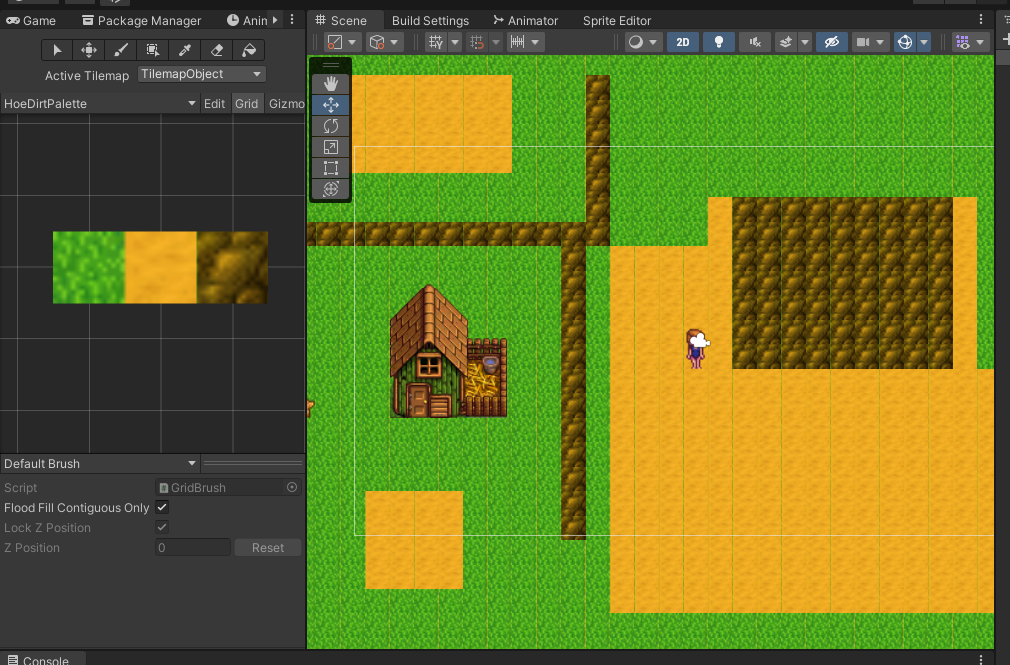 Game Package Manager Anin
Scene Build Settings Animator Sprite Editor
2D
Active Tilemap TilemapObject
HoeDirtPalette Edit Grid Gizmo
Default Brush
Script GridBrush
Flood Fill Contiguous Only
Lock Z Position
Z Position 0 Reset
Console